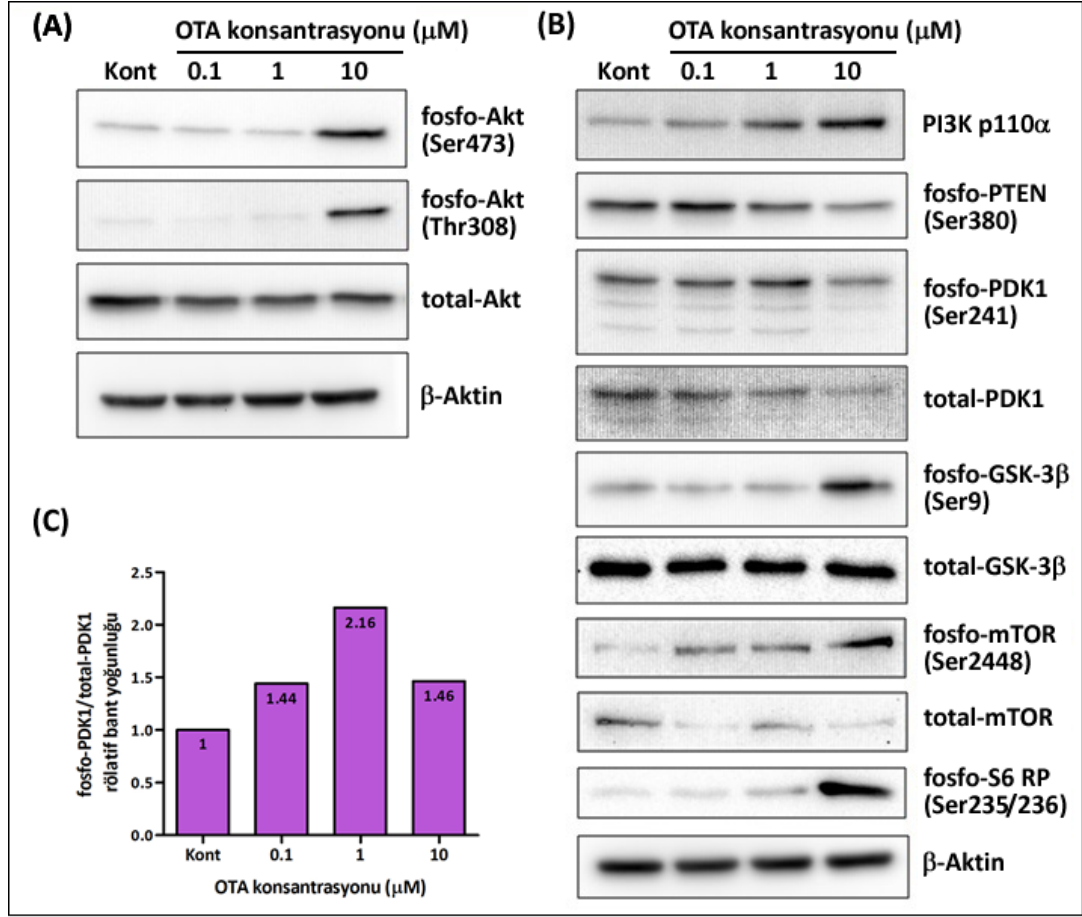 (A)
OTA konsantrasyonu (μM)
Kont 0.1 1 10
fosfo-Akt
(Ser473)
fosfo-Akt
(Thr308)
total-Akt
β-Aktin
(B)
OTA konsantrasyonu (μM)
Kont 0.1 1 10
PI3K p110α
fosfo-PTEN
(Ser380)
fosfo-PDK1
(Ser241)
total-PDK1
fosfo-GSK-3β
(Ser9)
total-GSK-3β
fosfo-mTOR
(Ser2448)
total-mTOR
fosfo-S6 RP
(Ser235/236)
β-Aktin
(C)
fosfo-PDK1/total-PDK1
rölatif bant yoğunluğu
2.5
2.0
1.5
1.0
0.5
0.0
1
1.44
2.16
1.46
Kont 0.1 1 10
OTA konsantrasyonu (μM)